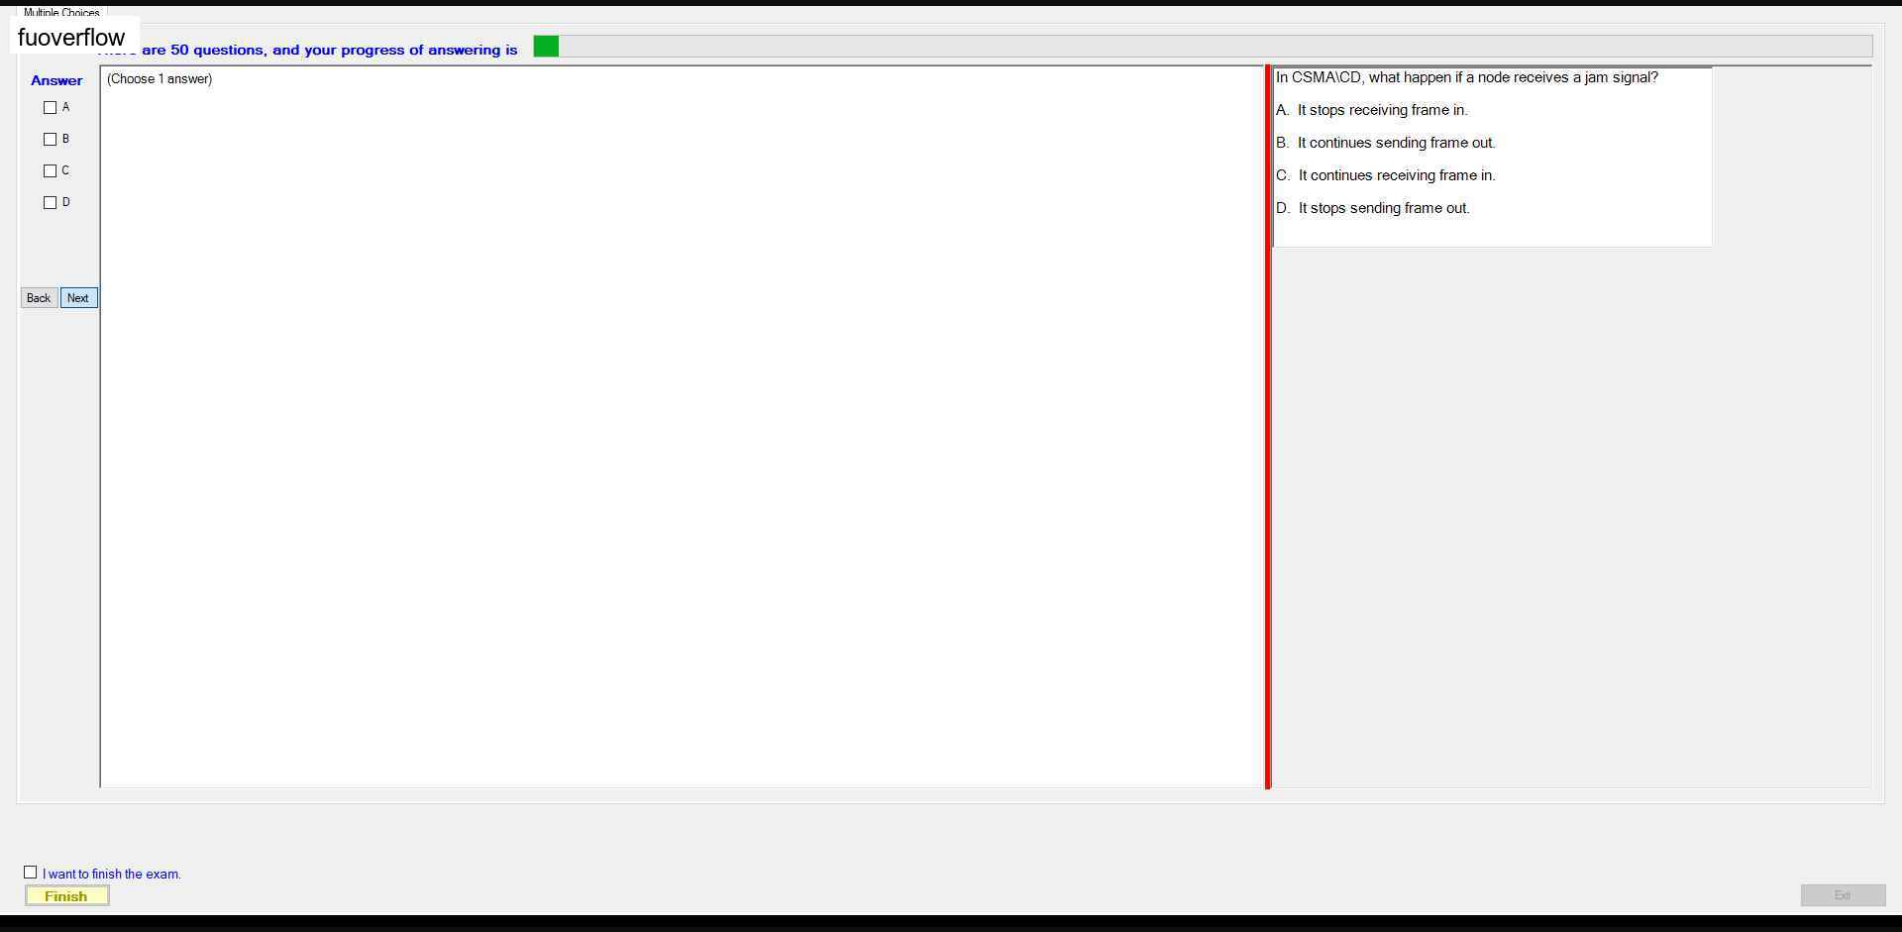 Multiple Choices
fuoverflow
are 50 questions, and your progress of answering is
Answer
(Choose 1 answer)
A
B
C
D
Back Next
In CSMA\CD, what happen if a node receives a jam signal?
A. It stops receiving frame in.
B. It continues sending frame out.
C. It continues receiving frame in.
D. It stops sending frame out.
I want to finish the exam.
Finish
Exit